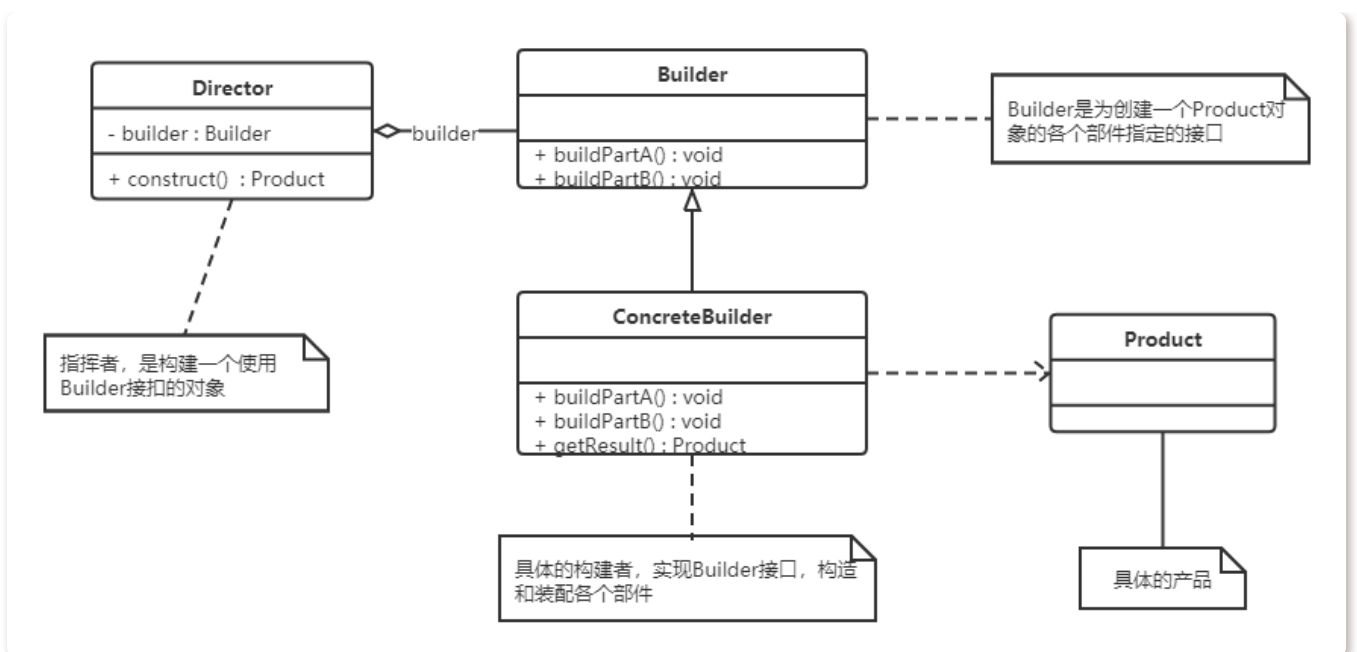 Director
- builder : Builder
+ construct() : Product
builder
Builder
+ buildPartA() : void
+ buildPartB() : void
Builder是为创建一个Product对
象的各个部件指定的接口
指挥者，是构建一个使用
Builder接扣的对象
ConcreteBuilder
+ buildPartA() : void
+ buildPartB() : void
+ getResult() : Product
Product
具体的构建者，实现Builder接口，构造
和装配各个部件
具体的产品